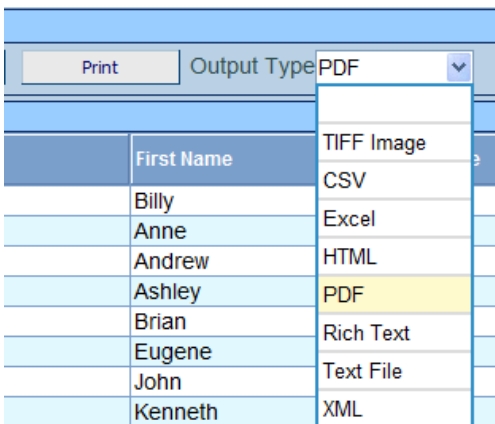 Print Output Type PDF
TIFF Image
First Name
CSV
Billy
Excel
Anne
Andrew
HTML
Ashley
PDF
Brian
Rich Text
Eugene
Text File
John
Kenneth
XML